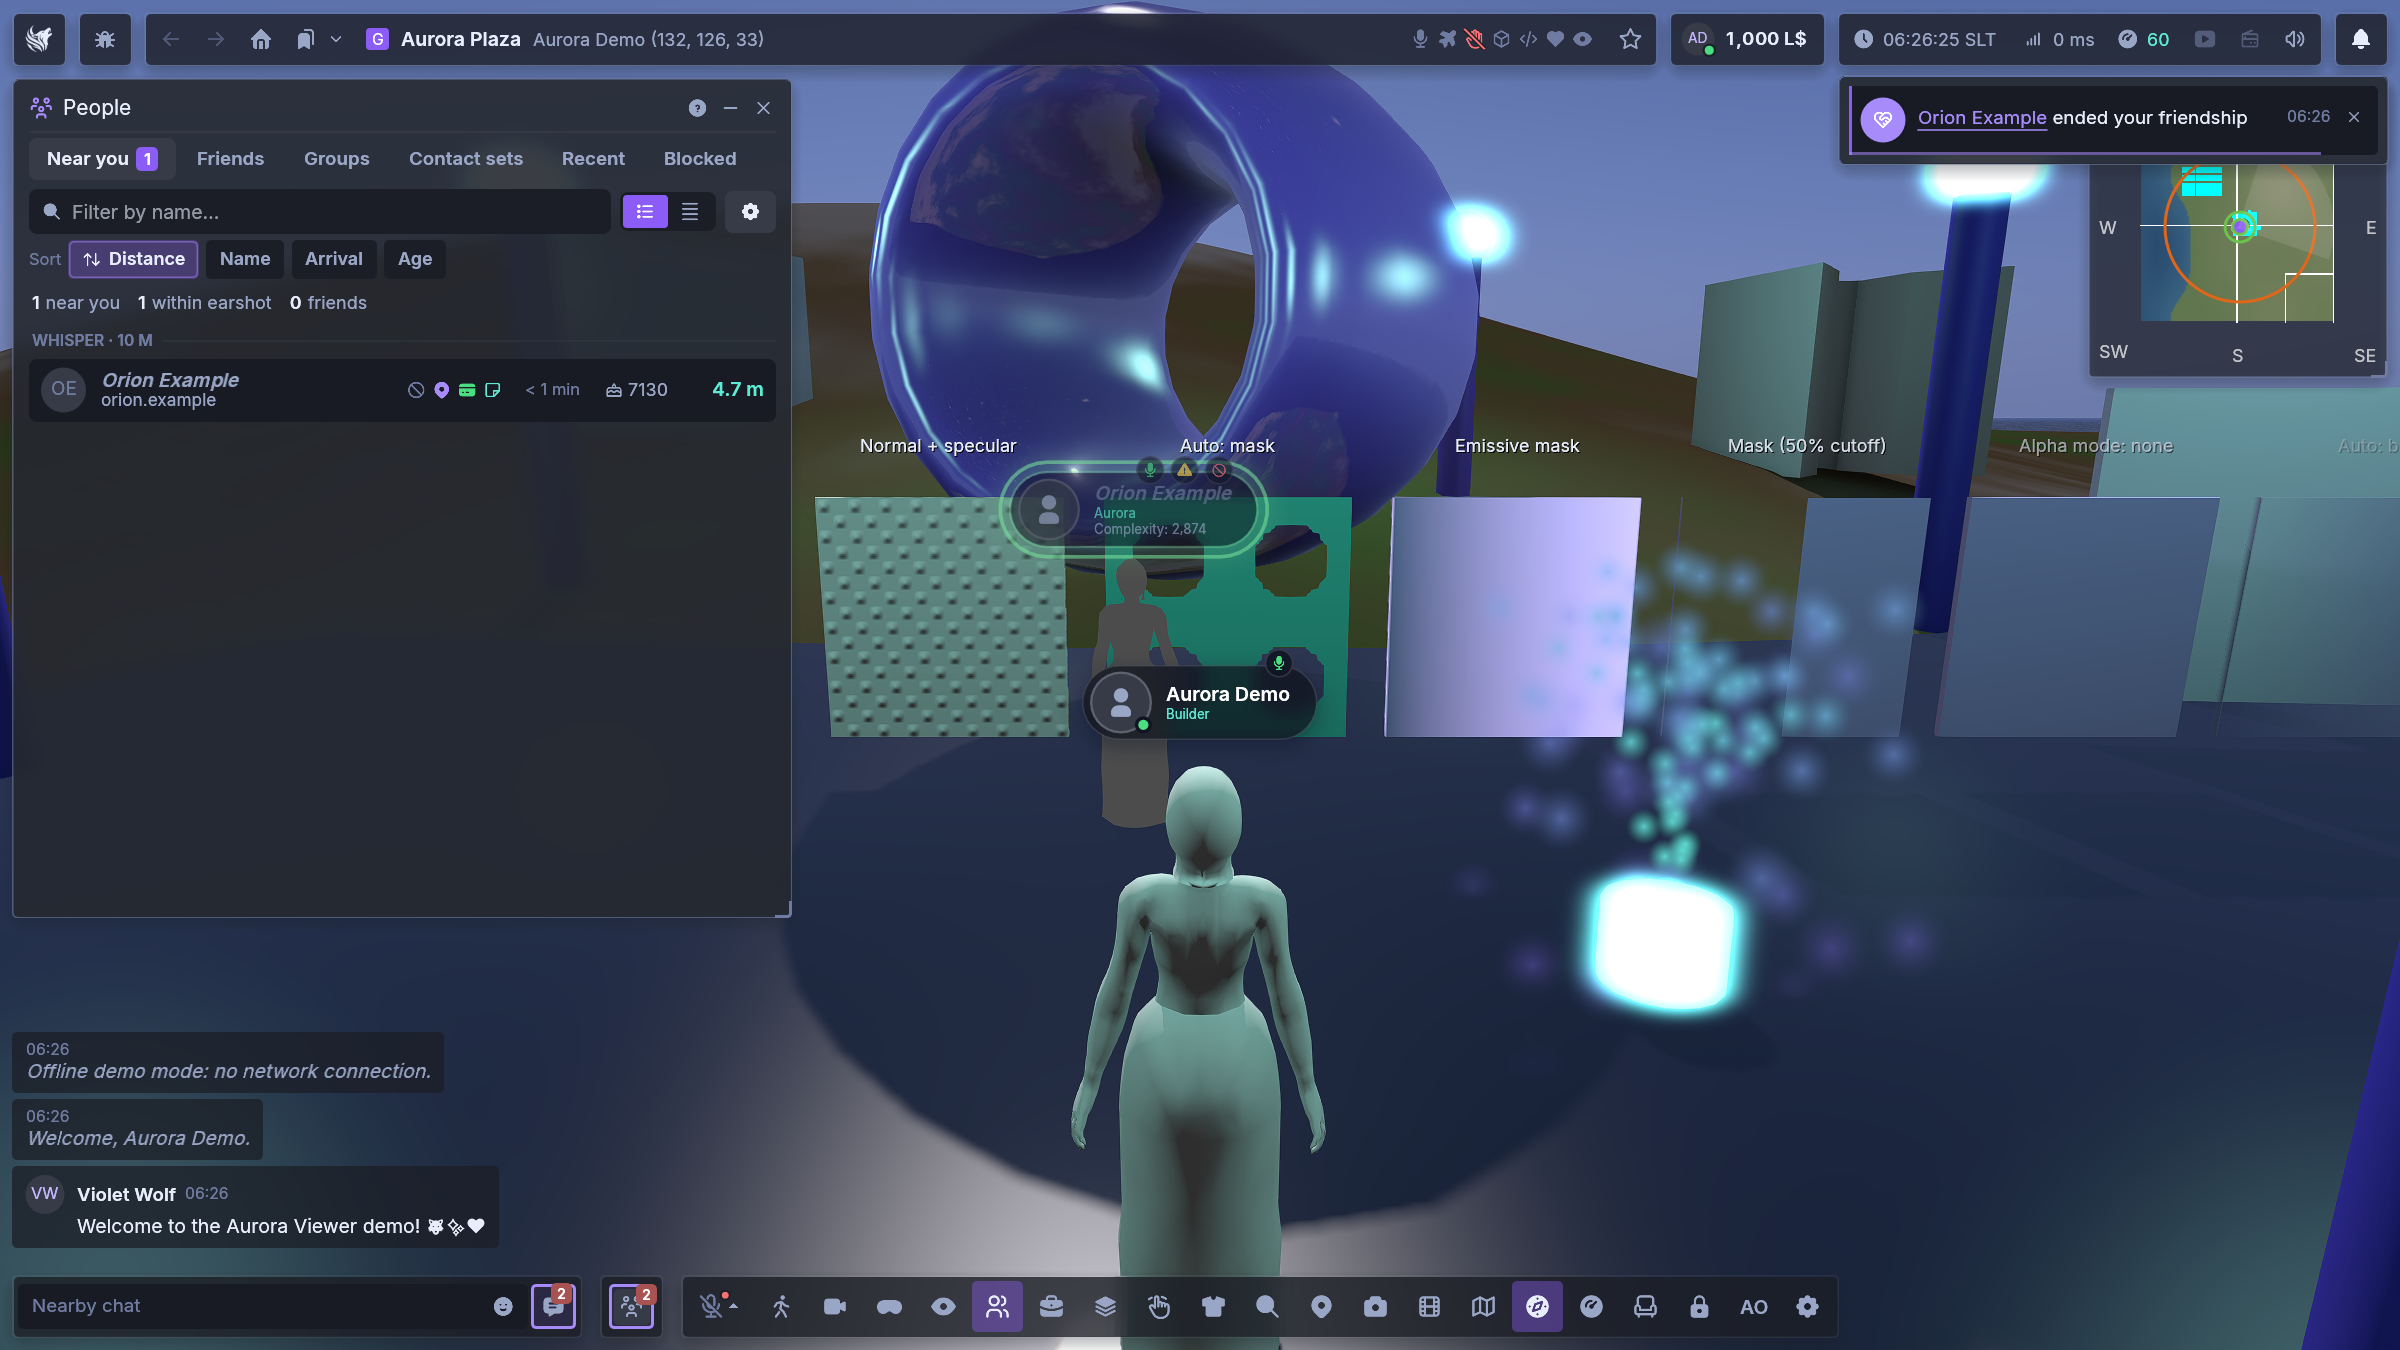 G Aurora Plaza Aurora Demo (132, 126, 33)
AD 1,000 L$
06:26:25 SLT 0 ms 60
People
Near you 1 Friends Groups Contact sets Recent Blocked
Filter by name...
Sort Distance Name Arrival Age
1 near you 1 within earshot 0 friends
WHISPER · 10 M
OE Orion Example
orion.example
< 1 min 7130 4.7 m
Orion Example ended your friendship 06:26
W E
SW S SE
Normal + specular
Auto: mask
Emissive mask
Mask (50% cutoff)
Alpha mode: none
Auto: b
Orion Example
Aurora
Complexity: 2,874
Aurora Demo
Builder
06:26
Offline demo mode: no network connection.
06:26
Welcome, Aurora Demo.
VW Violet Wolf 06:26
Welcome to the Aurora Viewer demo!
Nearby chat
2
2
AO